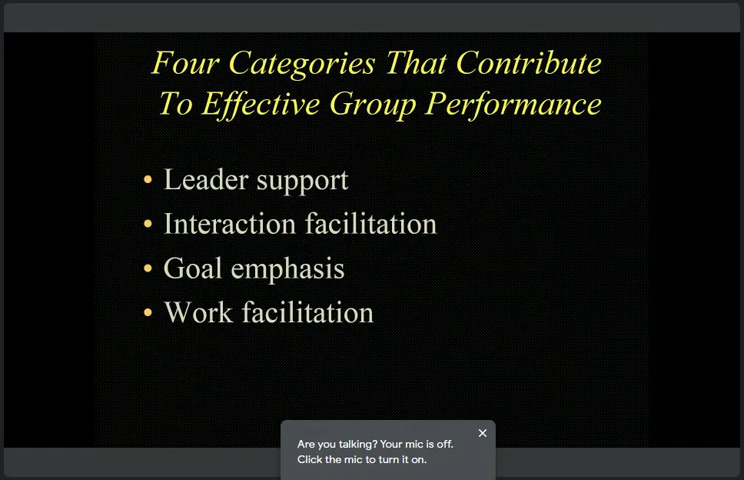 Four Categories That Contribute
To Effective Group Performance
• Leader support
• Interaction facilitation
• Goal emphasis
• Work facilitation
Are you talking? Your mic is off.
Click the mic to turn it on.